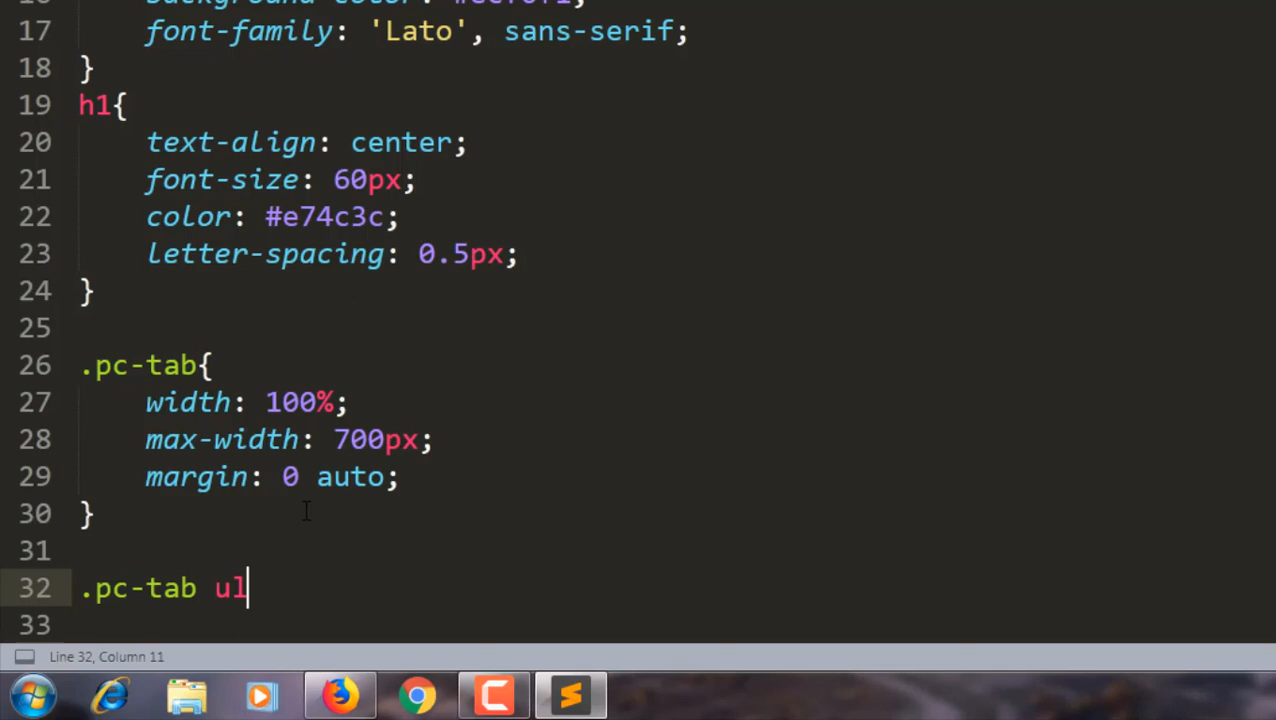 17 font-family: 'Lato', sans-serif;
18 }
19 h1{
20 text-align: center;
21 font-size: 60px;
22 color: #e74c3c;
23 letter-spacing: 0.5px;
24 }
25
26 .pc-tab{
27 width: 100%;
28 max-width: 700px;
29 margin: 0 auto;
30 }
31
32 .pc-tab ul
33
Line 32, Column 11